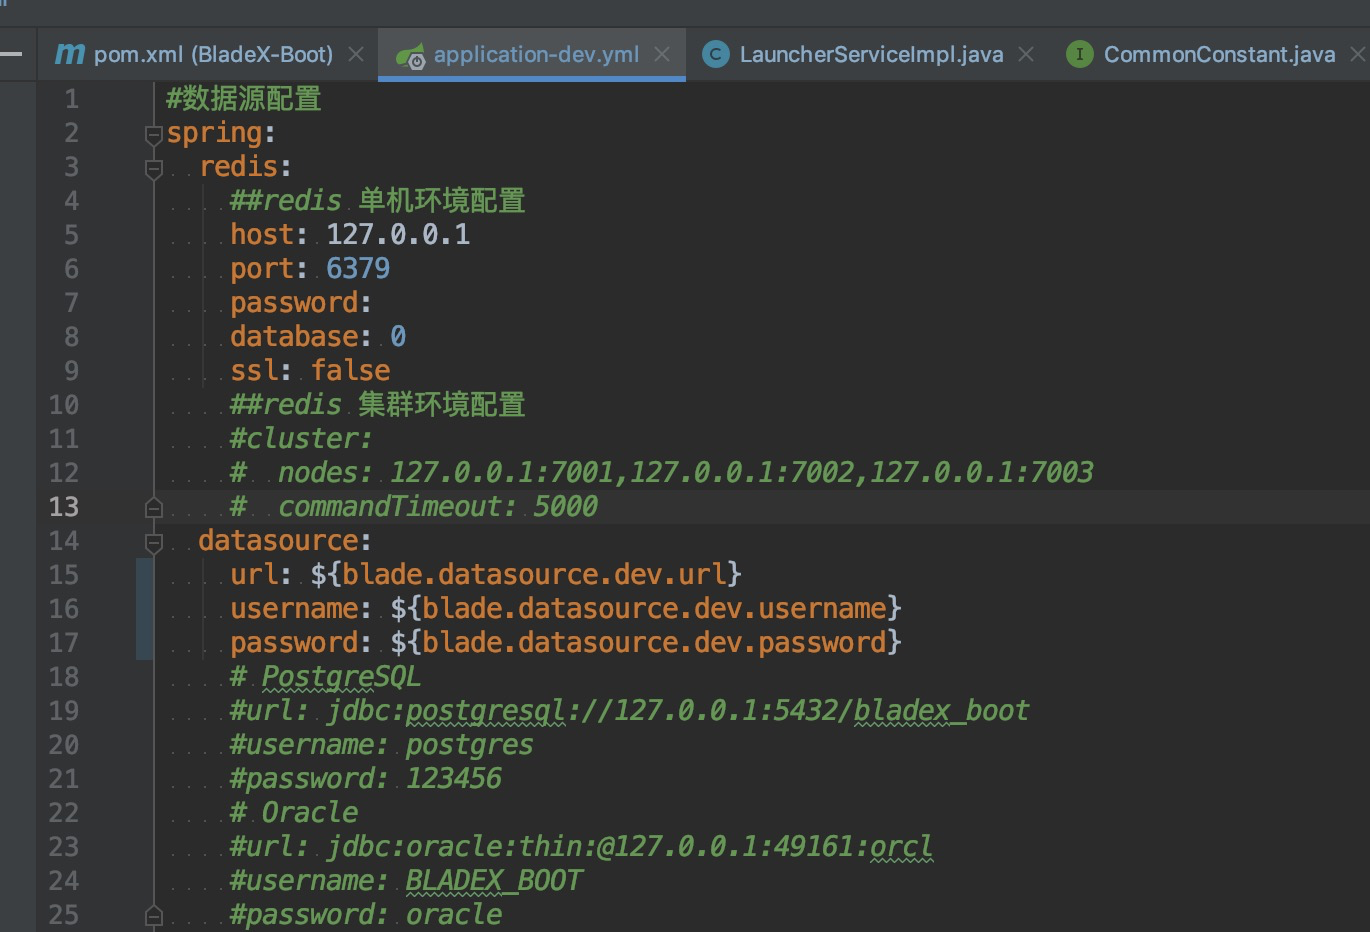 pom.xml (BladeX-Boot) application-dev.yml LauncherServiceImpl.java CommonConstant.java
1 #数据源配置
2 spring:
3 redis:
4 ##redis 单机环境配置
5 host: 127.0.0.1
6 port: 6379
7 password:
8 database: 0
9 ssl: false
10 ##redis 集群环境配置
11 #cluster:
12 # nodes: 127.0.0.1:7001,127.0.0.1:7002,127.0.0.1:7003
13 # commandTimeout: 5000
14 datasource:
15 url: ${blade.datasource.dev.url}
16 username: ${blade.datasource.dev.username}
17 password: ${blade.datasource.dev.password}
18 # PostgreSQL
19 #url: jdbc:postgresql://127.0.0.1:5432/bladex_boot
20 #username: postgres
21 #password: 123456
22 # Oracle
23 #url: jdbc:oracle:thin:@127.0.0.1:49161:orcl
24 #username: BLADEX_BOOT
25 #password: oracle